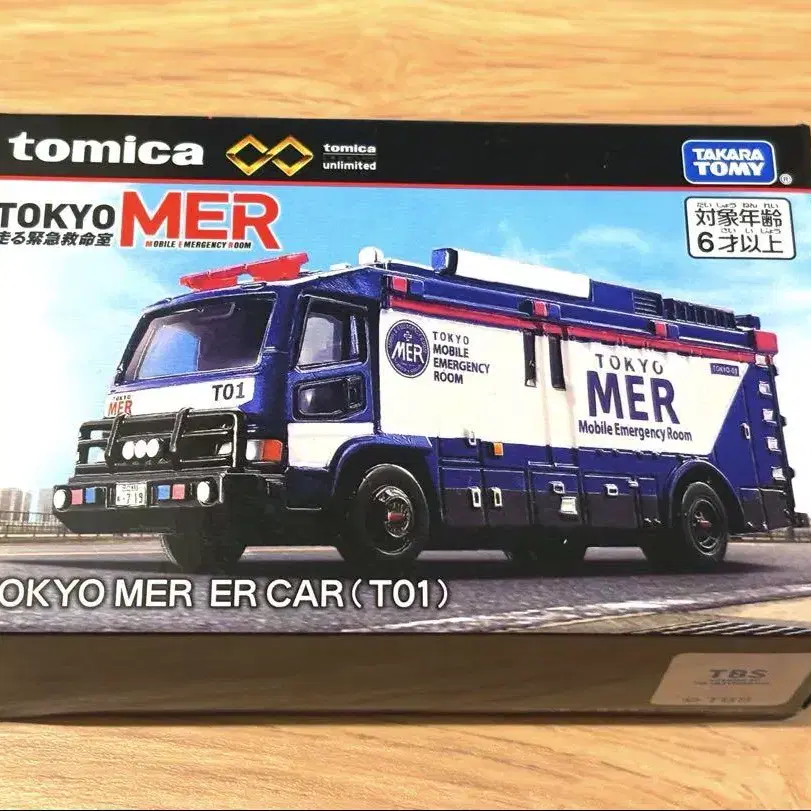 tomica
tomica
unlimited
TAKARA
TOMY
®
TOKYO MER
走る緊急救命室
MOBILE EMERGENCY ROOM
たいしょうねんれい
対象年齢
さいいじょう
6才以上
TOKYO
MER
T01
MER
TOKYO
MOBILE
EMERGENCY
ROOM
TOKYO
MER
Mobile Emergency Room
OKYO MER ER CAR (T01)
TBS